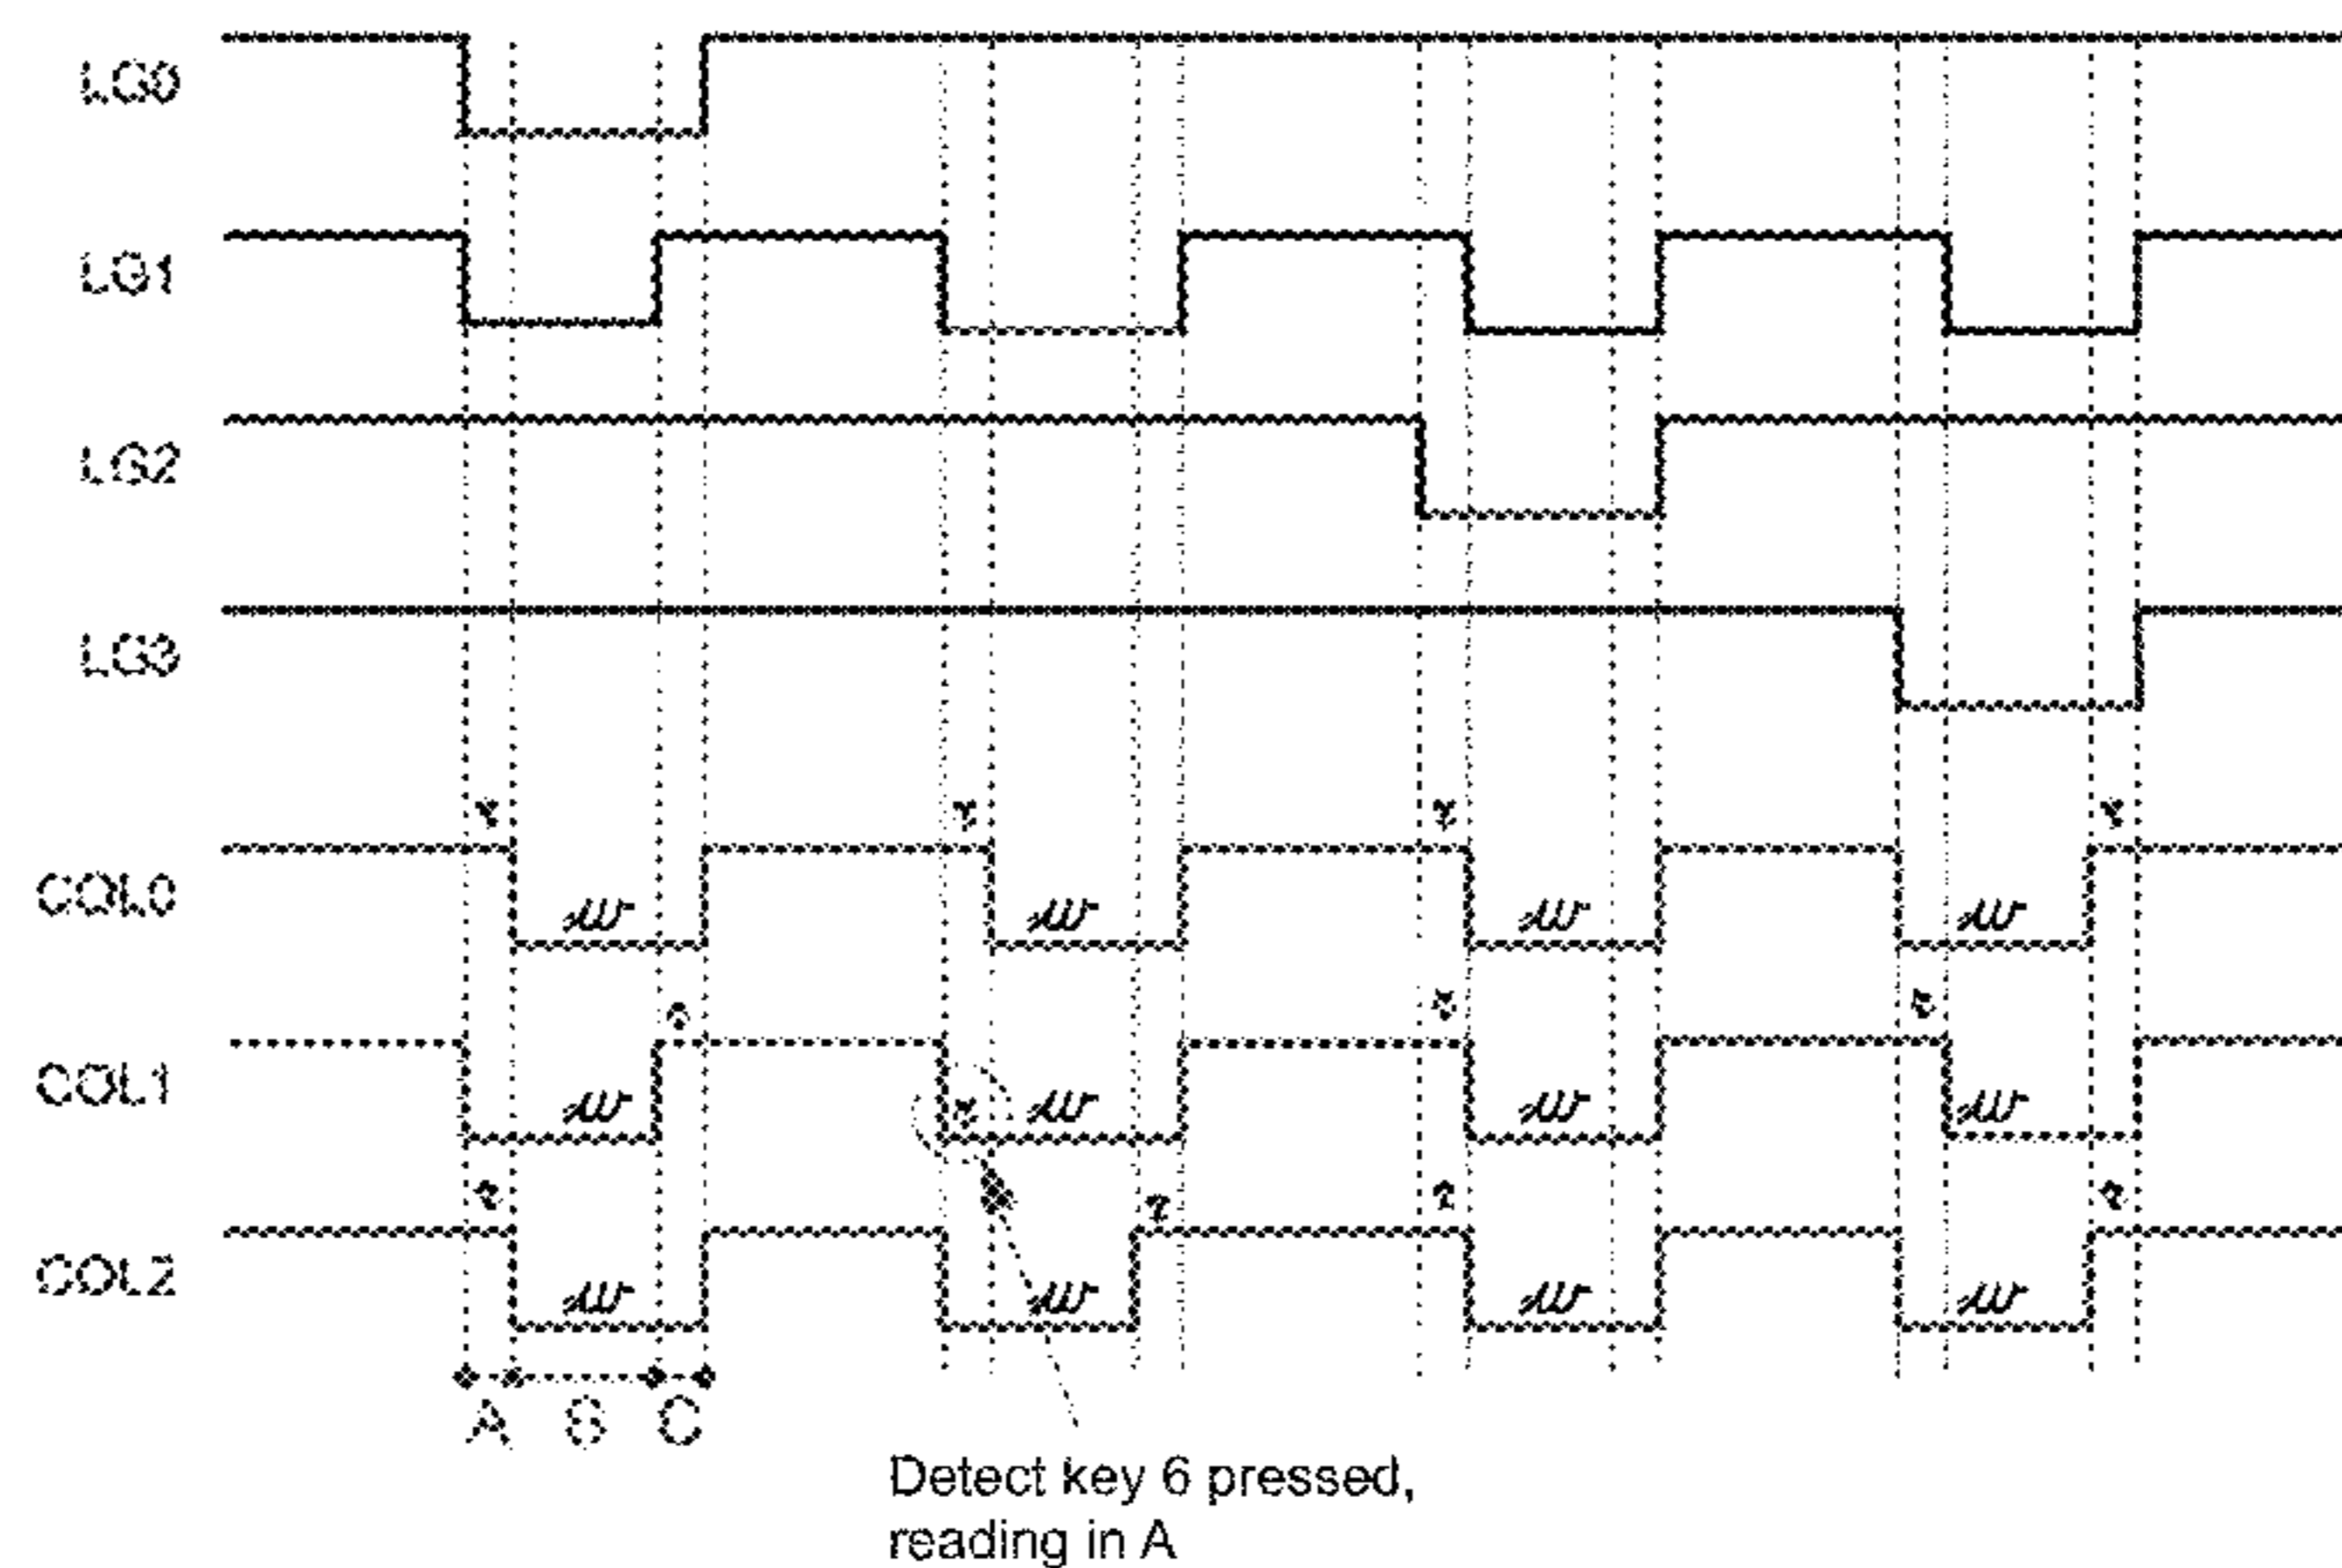 LG0
LG1
LG2
LG3
COL0
w w w w
COL1
w w w w
COL2
w w w w
A B C
Detect key 6 pressed,
reading in A